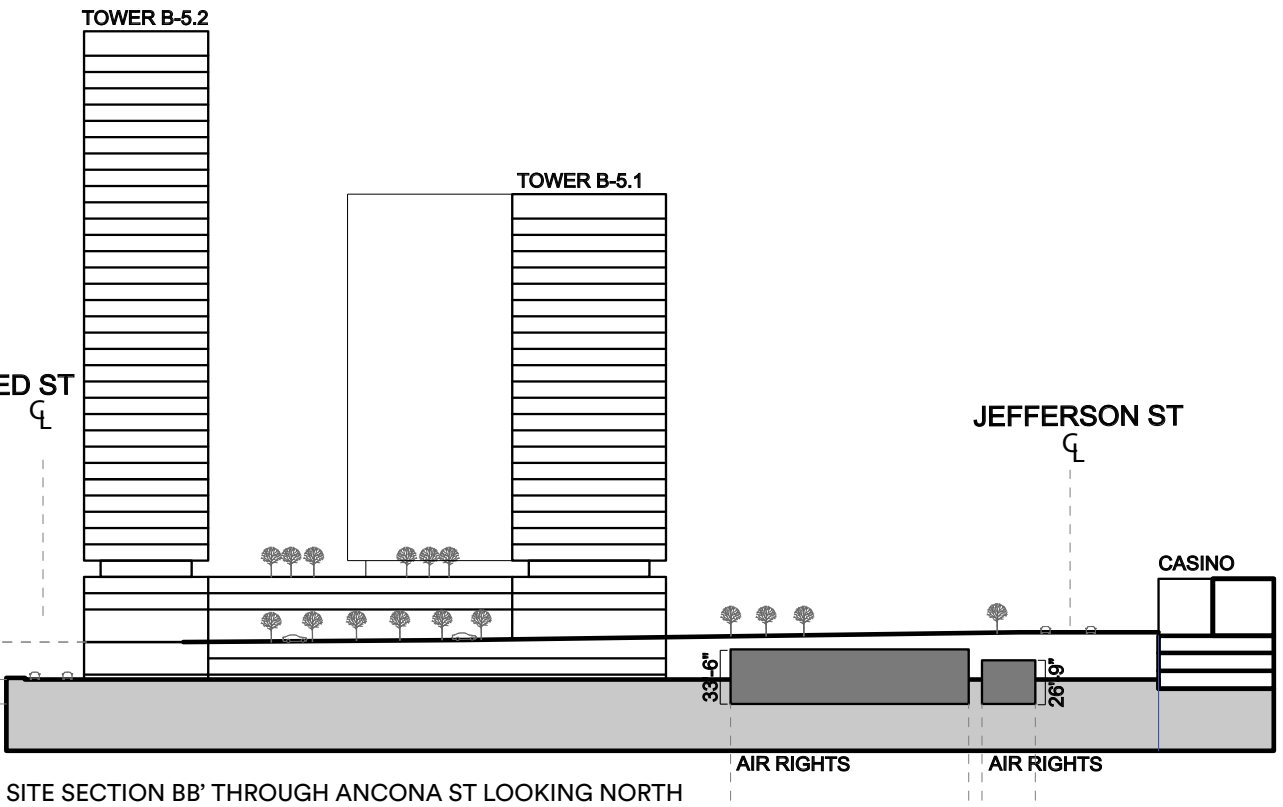 TOWER B-5.2
TOWER B-5.1
ED ST
℄
JEFFERSON ST
℄
CASINO
33'-6"
26'-9"
AIR RIGHTS
AIR RIGHTS
SITE SECTION BB’ THROUGH ANCONA ST LOOKING NORTH